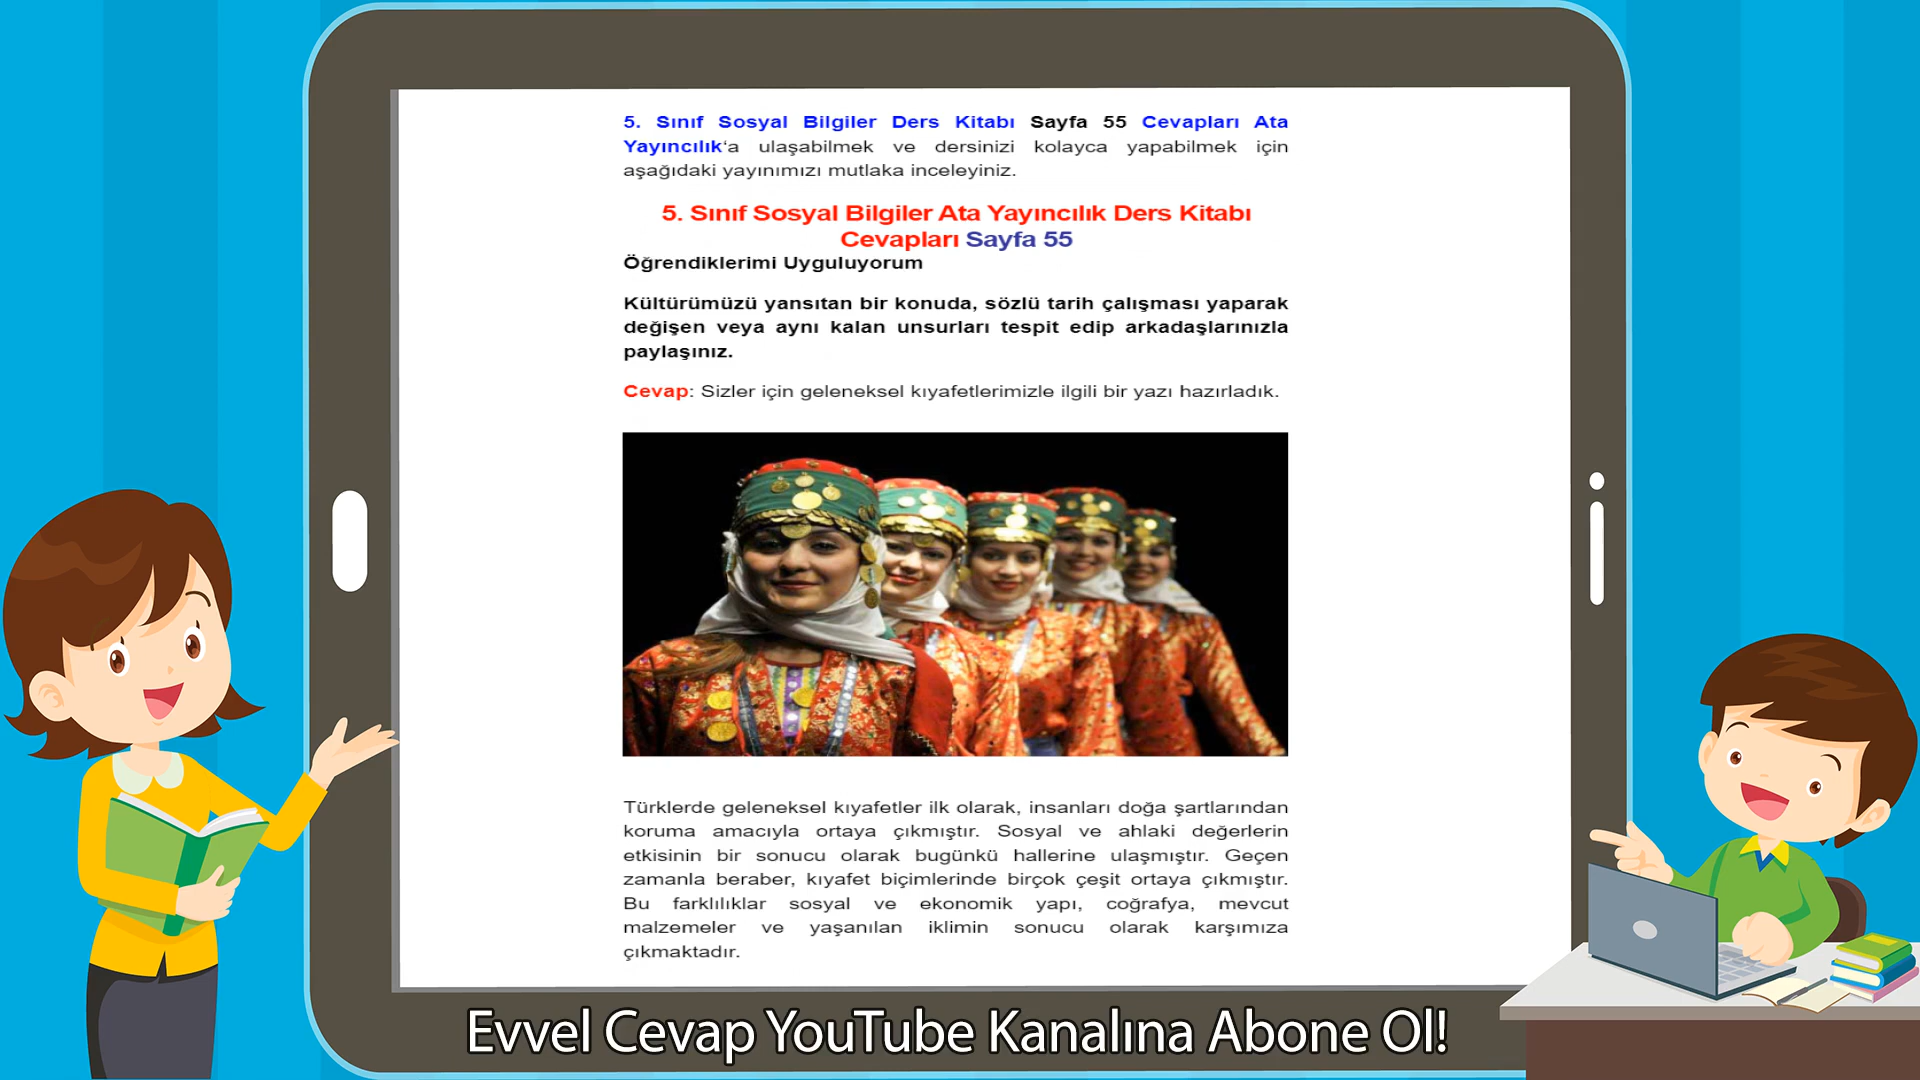 5. Sınıf Sosyal Bilgiler Ders Kitabı Sayfa 55 Cevapları Ata
Yayıncılık‘a ulaşabilmek ve dersinizi kolayca yapabilmek için
aşağıdaki yayınımızı mutlaka inceleyiniz.
5. Sınıf Sosyal Bilgiler Ata Yayıncılık Ders Kitabı
Cevapları Sayfa 55
Öğrendiklerimi Uyguluyorum
Kültürümüzü yansıtan bir konuda, sözlü tarih çalışması yaparak
değişen veya aynı kalan unsurları tespit edip arkadaşlarınızla
paylaşınız.
Cevap: Sizler için geleneksel kıyafetlerimizle ilgili bir yazı hazırladık.
Türklerde geleneksel kıyafetler ilk olarak, insanları doğa şartlarından
koruma amacıyla ortaya çıkmıştır. Sosyal ve ahlaki değerlerin
etkisinin bir sonucu olarak bugünkü hallerine ulaşmıştır. Geçen
zamanla beraber, kıyafet biçimlerinde birçok çeşit ortaya çıkmıştır.
Bu farklılıklar sosyal ve ekonomik yapı, coğrafya, mevcut
malzemeler ve yaşanılan iklimin sonucu olarak karşımıza
çıkmaktadır.
Evvel Cevap YouTube Kanalına Abone Ol!